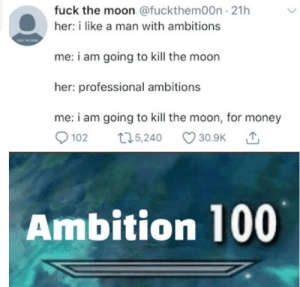 fuck the moon @fuckthem00n · 21h
her: i like a man with ambitions
me: i am going to kill the moon
her: professional ambitions
me: i am going to kill the moon, for money
102 5,240 30.9K
Ambition 100